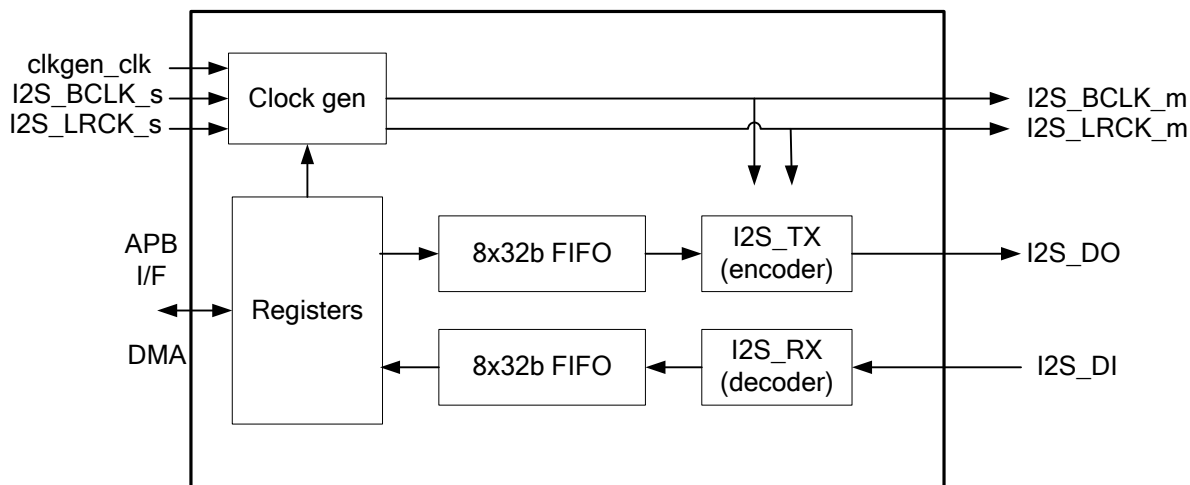 clkgen_clk
I2S_BCLK_s
I2S_LRCK_s
Clock gen
I2S_BCLK_m
I2S_LRCK_m
APB
I/F
DMA
Registers
8x32b FIFO
I2S_TX
(encoder)
I2S_DO
8x32b FIFO
I2S_RX
(decoder)
I2S_DI